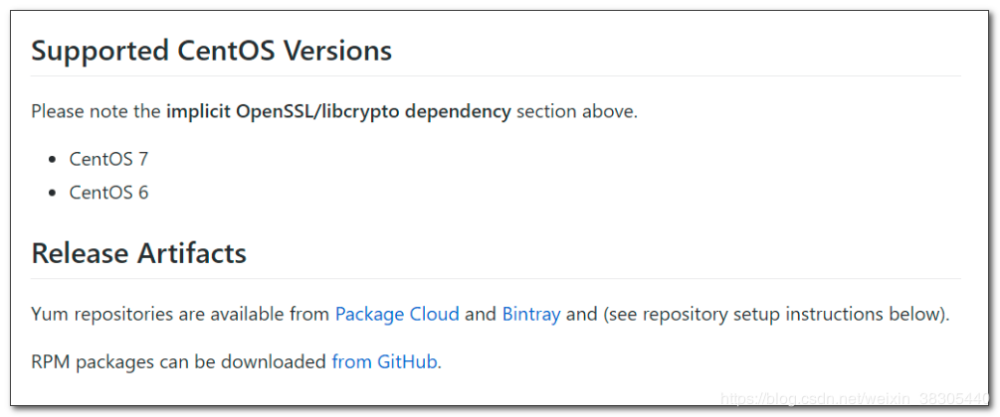 Supported CentOS Versions
Please note the implicit OpenSSL/libcrypto dependency section above.
• CentOS 7
• CentOS 6
Release Artifacts
Yum repositories are available from Package Cloud and Bintray and (see repository setup instructions below).
RPM packages can be downloaded from GitHub.
https://blog.csdn.net/weixin_38305440